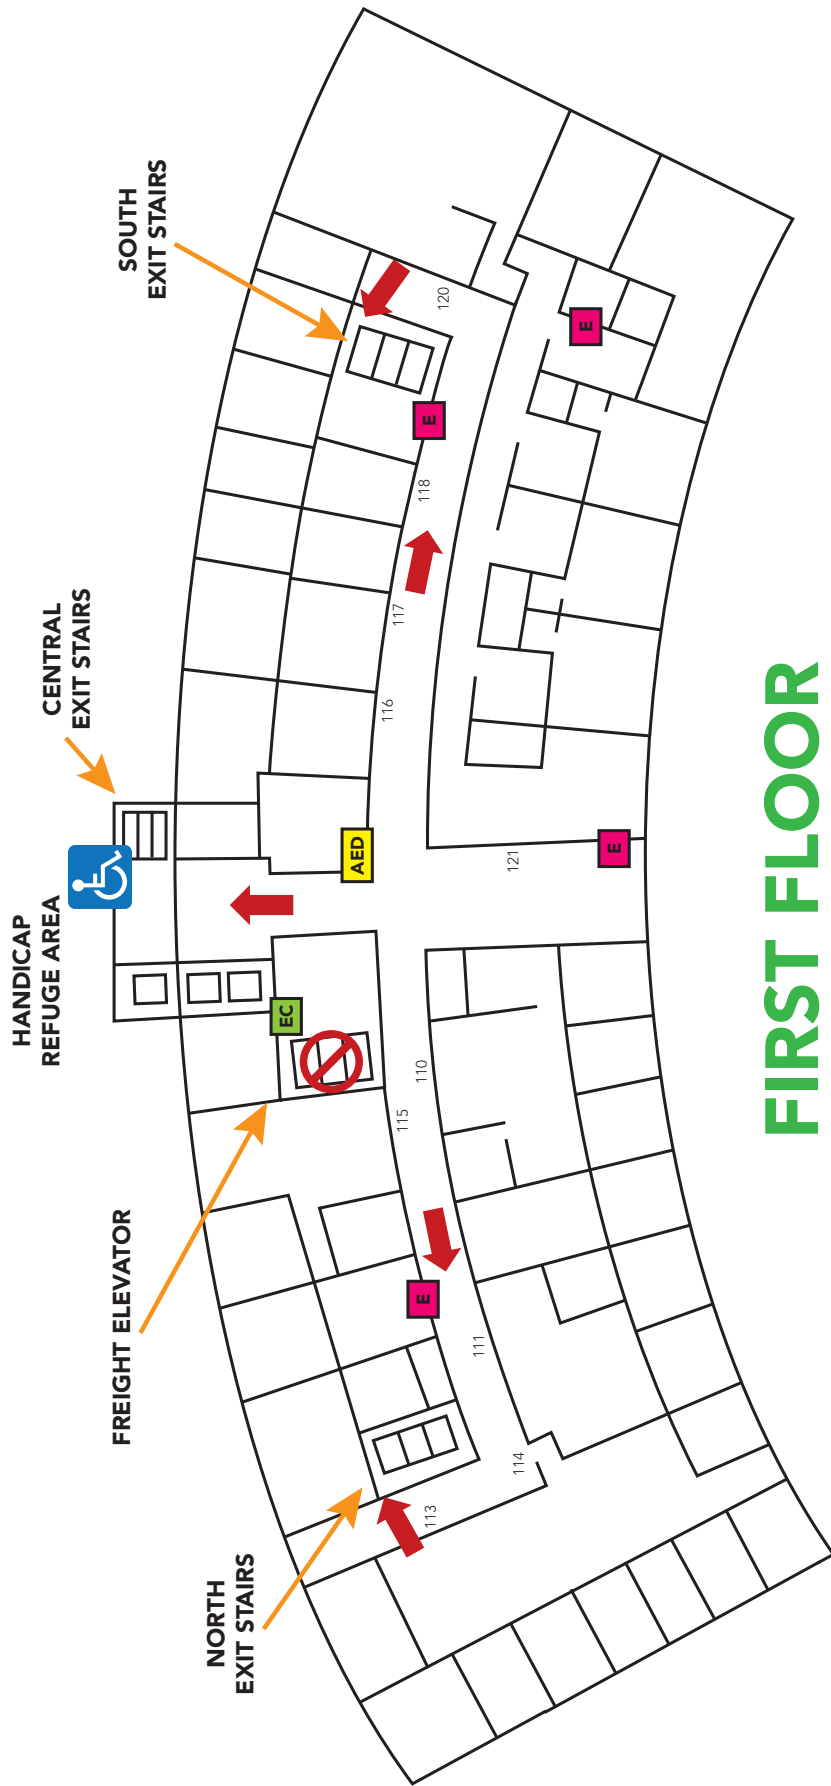 NORTH
EXIT STAIRS
FREIGHT ELEVATOR
HANDICAP
REFUGE AREA
CENTRAL
EXIT STAIRS
SOUTH
EXIT STAIRS
EC
AED
E
E
E
E
113
114
111
115
110
121
116
117
118
120
FIRST FLOOR